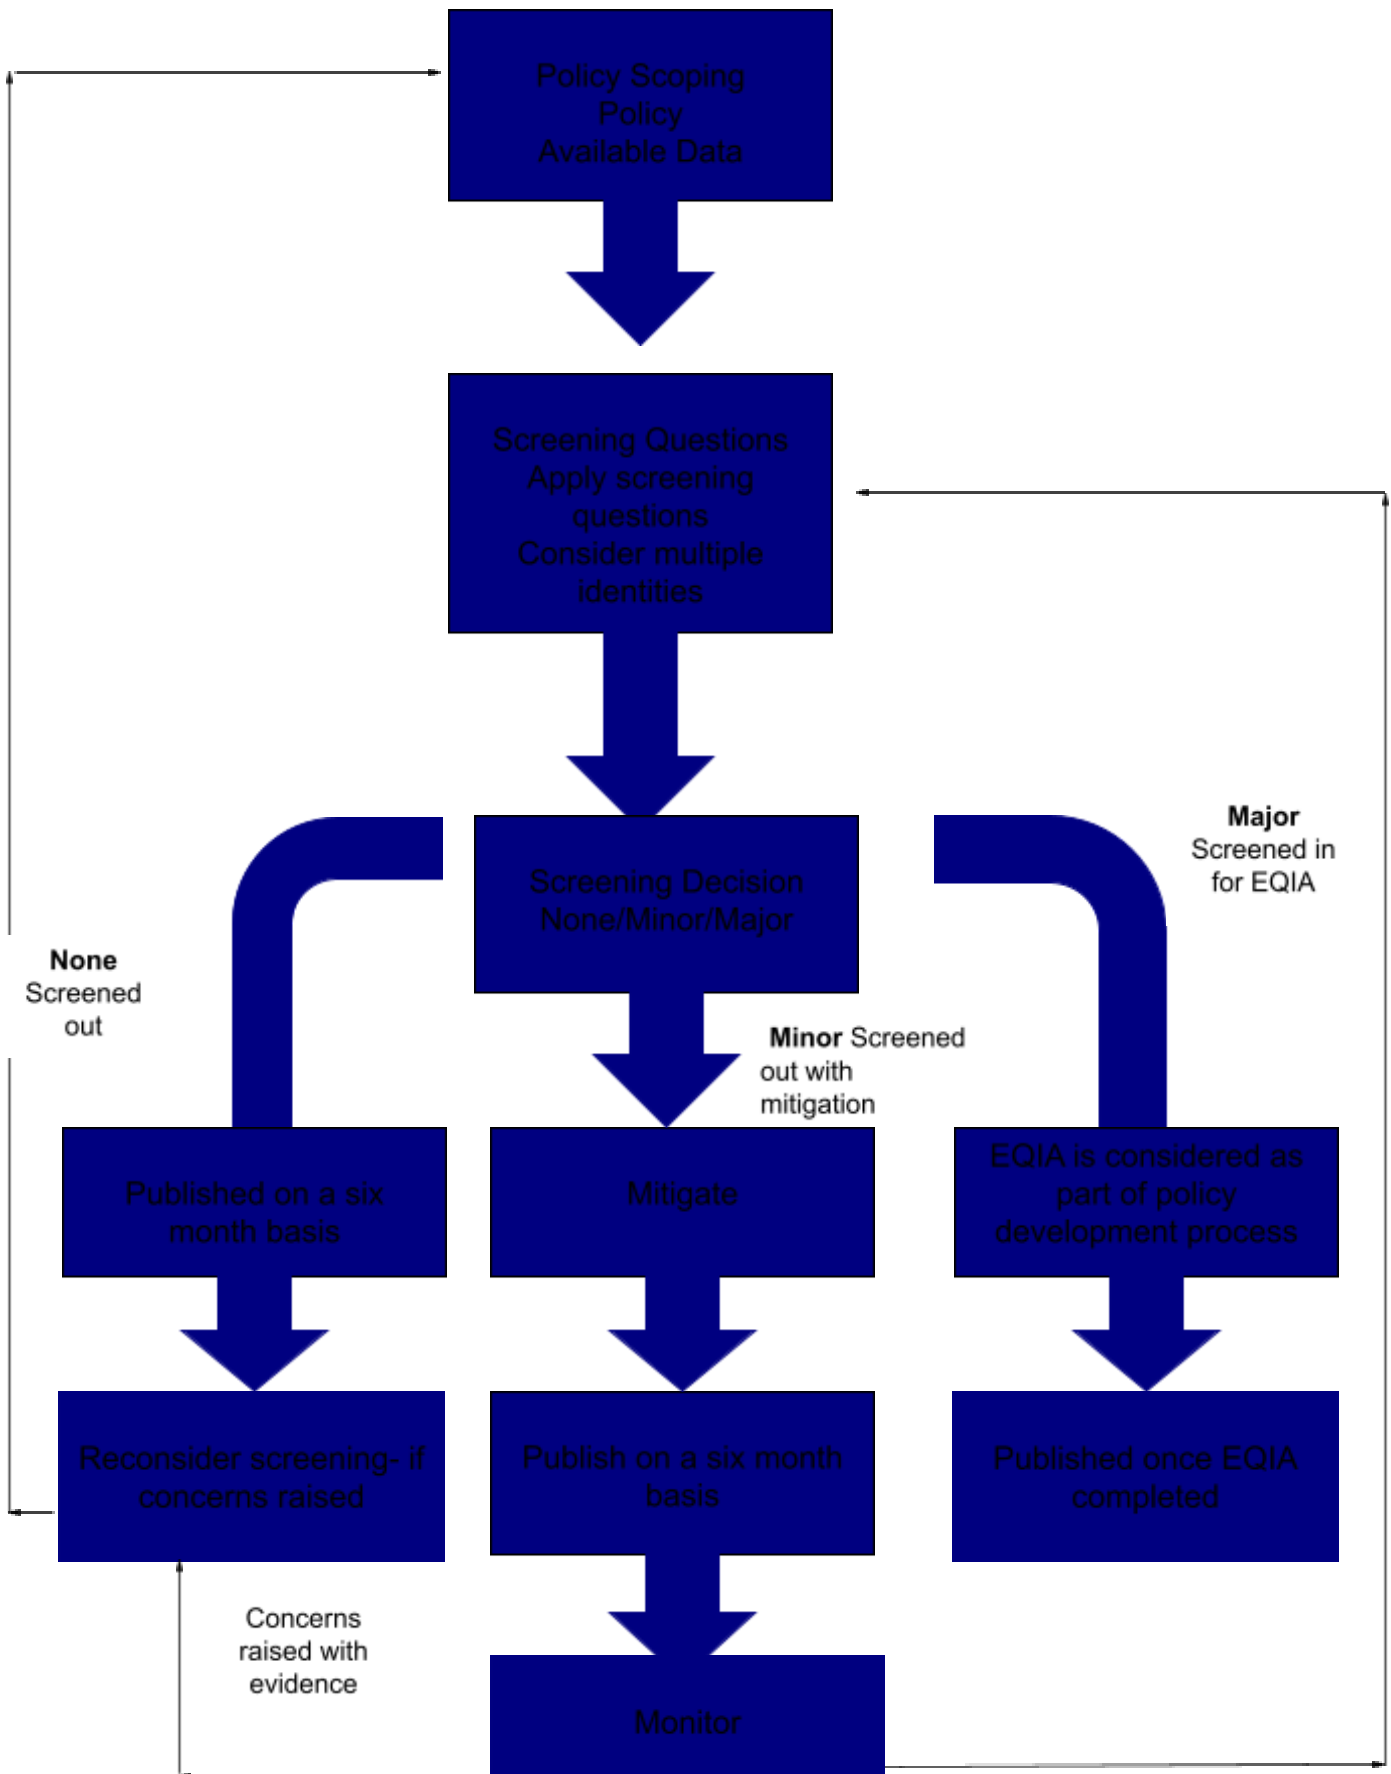 Policy Scoping
Policy
Available Data
Screening Questions
Apply screening
questions
Consider multiple
identities
Screening Decision
None/Minor/Major
Major
Screened in
for EQIA
None
Screened
out
Minor Screened
out with
mitigation
Published on a six
month basis
Mitigate
EQIA is considered as
part of policy
development process
Reconsider screening- if
concerns raised
Publish on a six month
basis
Published once EQIA
completed
Concerns
raised with
evidence
Monitor